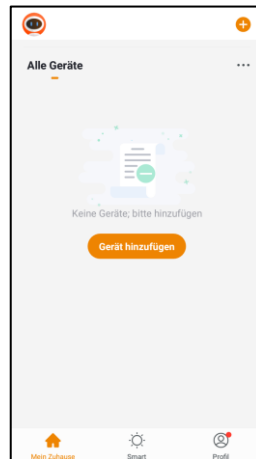 Alle Geräte
Keine Geräte; bitte hinzufügen
Gerät hinzufügen
Mein Zuhause
Smart
Profil